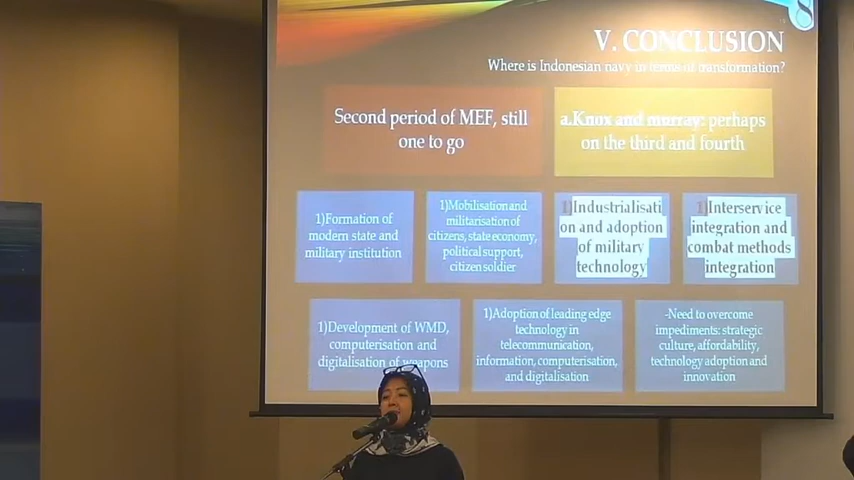 8
V. CONCLUSION
Where is Indonesian navy in terms of transformation?
Second period of MEF, still
one to go
a.Knox and murray: perhaps
on the third and fourth
1)Formation of
modern state and
military institution
1)Mobilisation and
militarisation of
citizens, state economy,
political support,
citizen soldier
1)Industrialisati
on and adoption
of military
technology
1)Interservice
integration and
combat methods
integration
1)Development of WMD,
computerisation and
digitalisation of weapons
1)Adoption of leading edge
technology in
telecommunication,
information, computerisation,
and digitalisation
-Need to overcome
impediments: strategic
culture, affordability,
technology adoption and
innovation